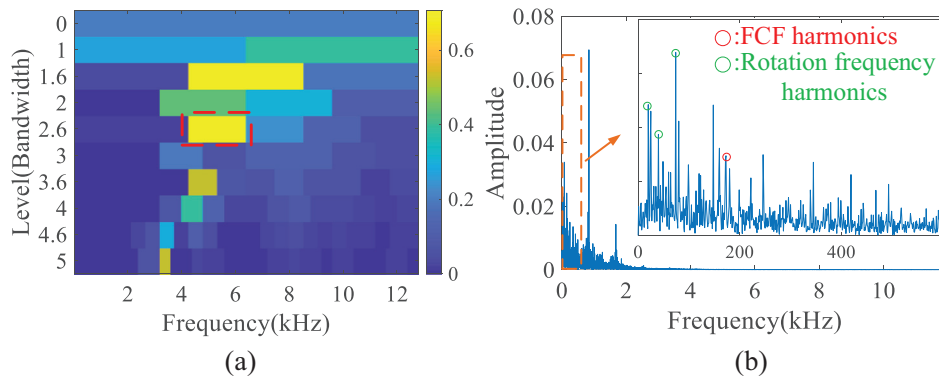 0
1
1.6
2
2.6
3
3.6
4
4.6
5
Level(Bandwidth)
2 4 6 8 10 12
Frequency(kHz)
0.6
0.4
0.2
0
(a)
0.08
0.06
0.04
0.02
0
Amplitude
:FCF harmonics
:Rotation frequency
harmonics
0 200 400
0 2 4 6 8 10
Frequency(kHz)
(b)